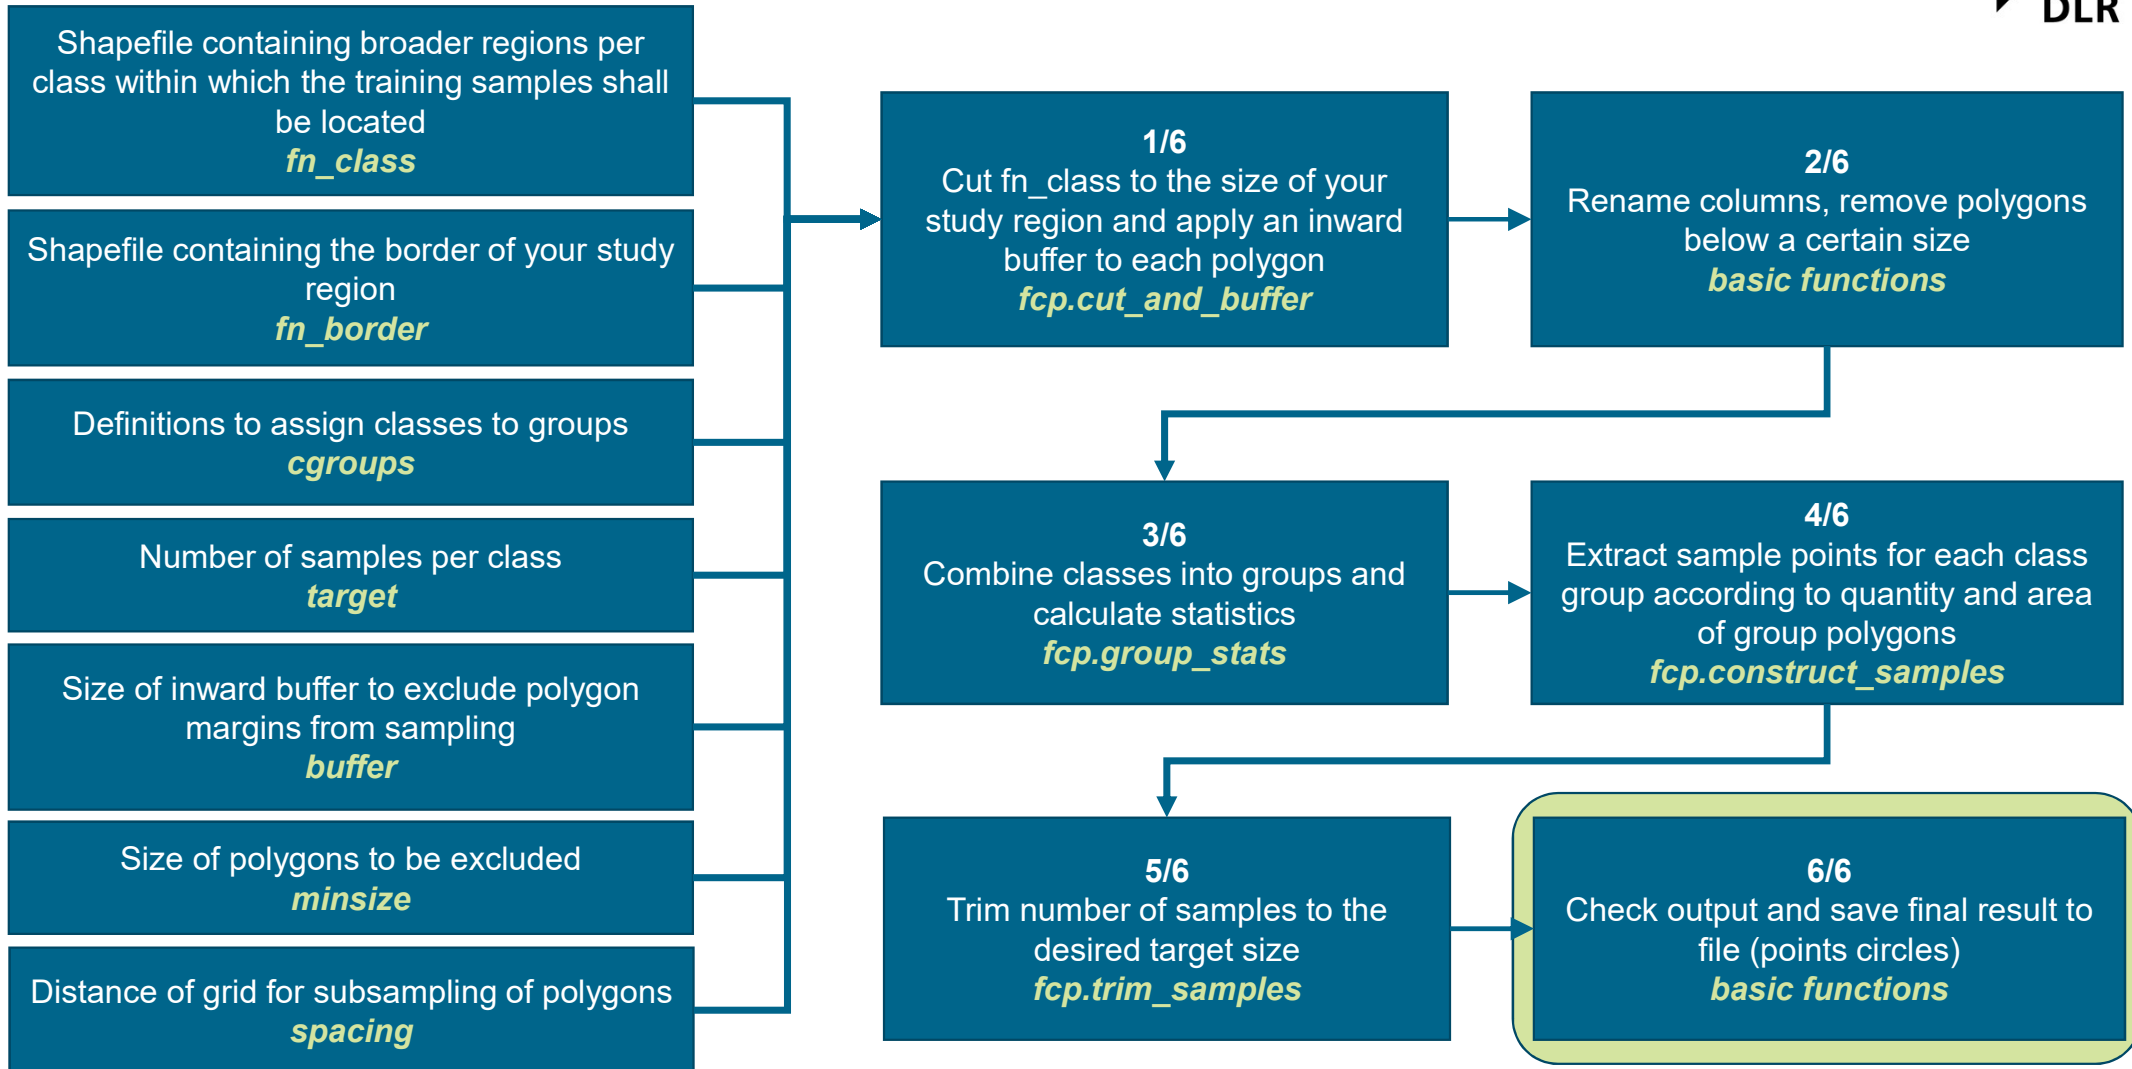 DLR
Shapefile containing broader regions per
class within which the training samples shall
be located
fn_class
Shapefile containing the border of your study
region
fn_border
Definitions to assign classes to groups
cgroups
Number of samples per class
target
Size of inward buffer to exclude polygon
margins from sampling
buffer
Size of polygons to be excluded
minsize
Distance of grid for subsampling of polygons
spacing
1/6
Cut fn_class to the size of your
study region and apply an inward
buffer to each polygon
fcp.cut_and_buffer
2/6
Rename columns, remove polygons
below a certain size
basic functions
3/6
Combine classes into groups and
calculate statistics
fcp.group_stats
4/6
Extract sample points for each class
group according to quantity and area
of group polygons
fcp.construct_samples
5/6
Trim number of samples to the
desired target size
fcp.trim_samples
6/6
Check output and save final result to
file (points circles)
basic functions